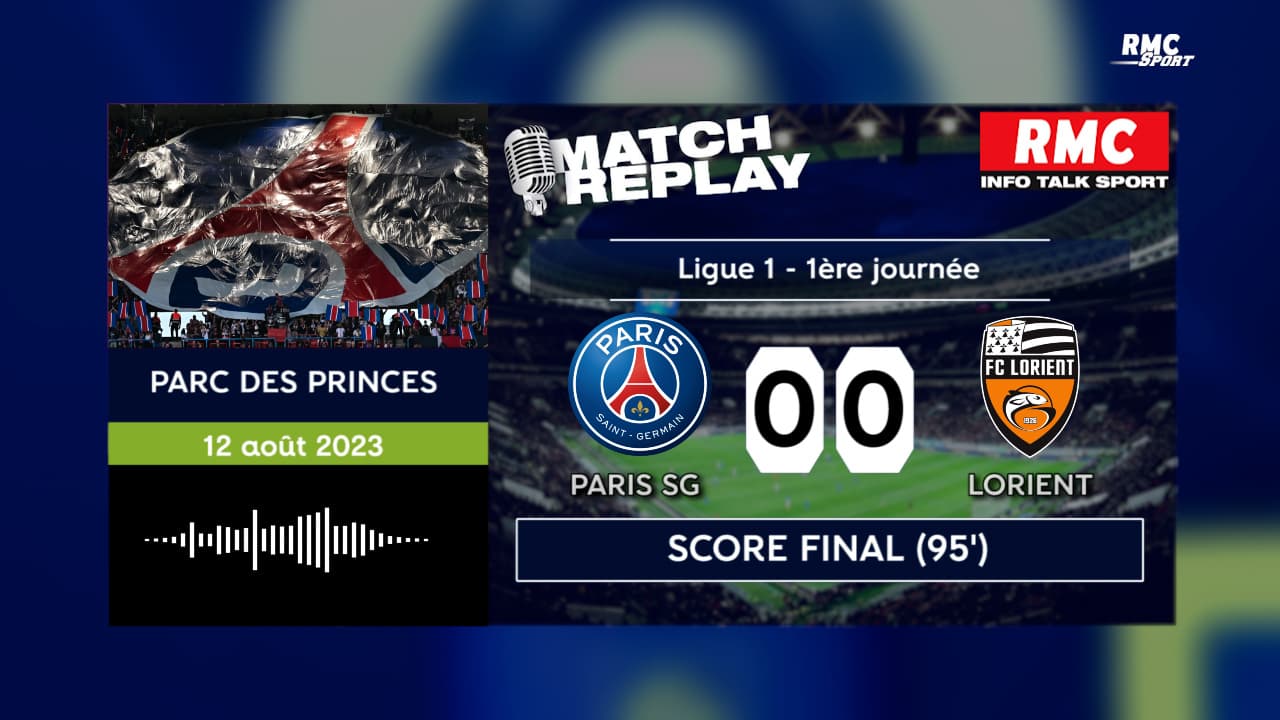 RMC
SPORT
MATCH
REPLAY
RMC
INFO TALK SPORT
Ligue 1 - 1ère journée
PARIS
SAINT - GERMAIN
0 0
FC LORIENT
1926
PARIS SG
LORIENT
SCORE FINAL (95')
PARC DES PRINCES
12 août 2023